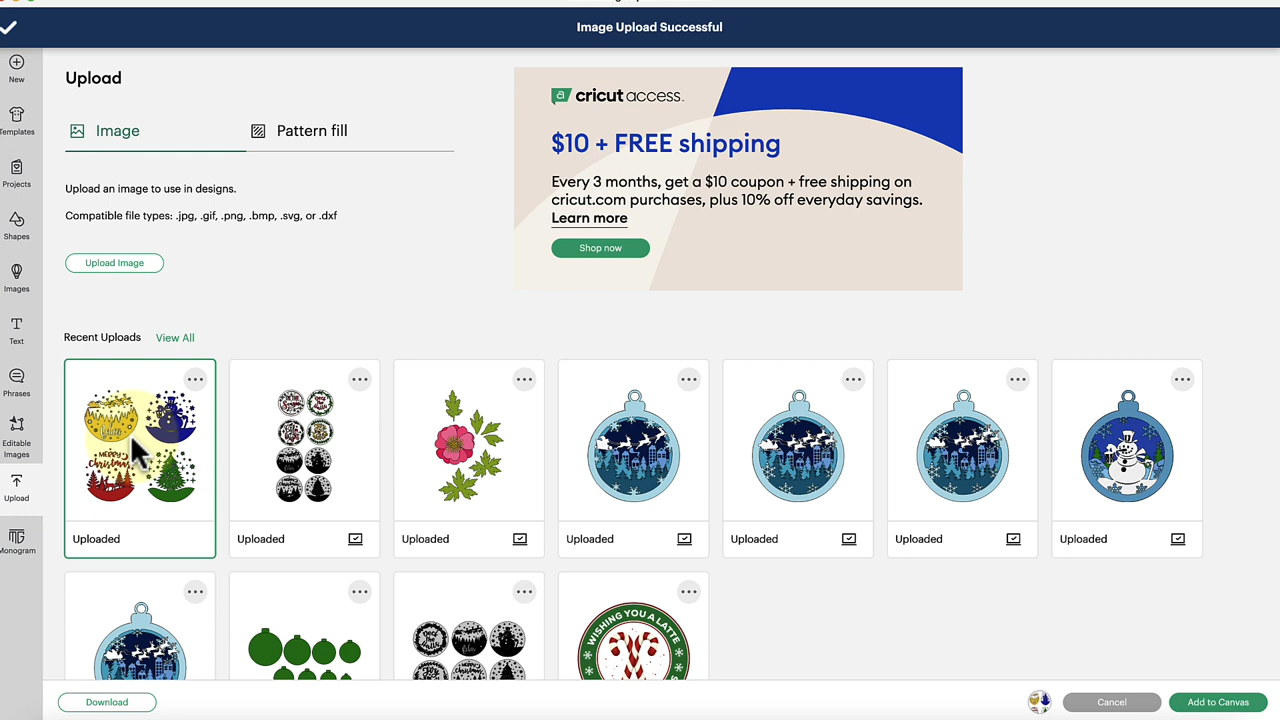 Image Upload Successful
New
Templates
Projects
Shapes
Images
Text
Phrases
Editable
Images
Upload
Monogram
Upload
Image
Pattern fill
Upload an image to use in designs.
Compatible file types: .jpg, .gif, .png, .bmp, .svg, or .dxf
Upload Image
cricut access.
$10 + FREE shipping
Every 3 months, get a $10 coupon + free shipping on
cricut.com purchases, plus 10% off everyday savings.
Learn more
Shop now
Recent Uploads View All
MERRY
Christmas
Uploaded
Uploaded
Uploaded
Uploaded
Uploaded
Uploaded
Uploaded
WISHING YOU A LATTE
Download
Cancel
Add to Canvas